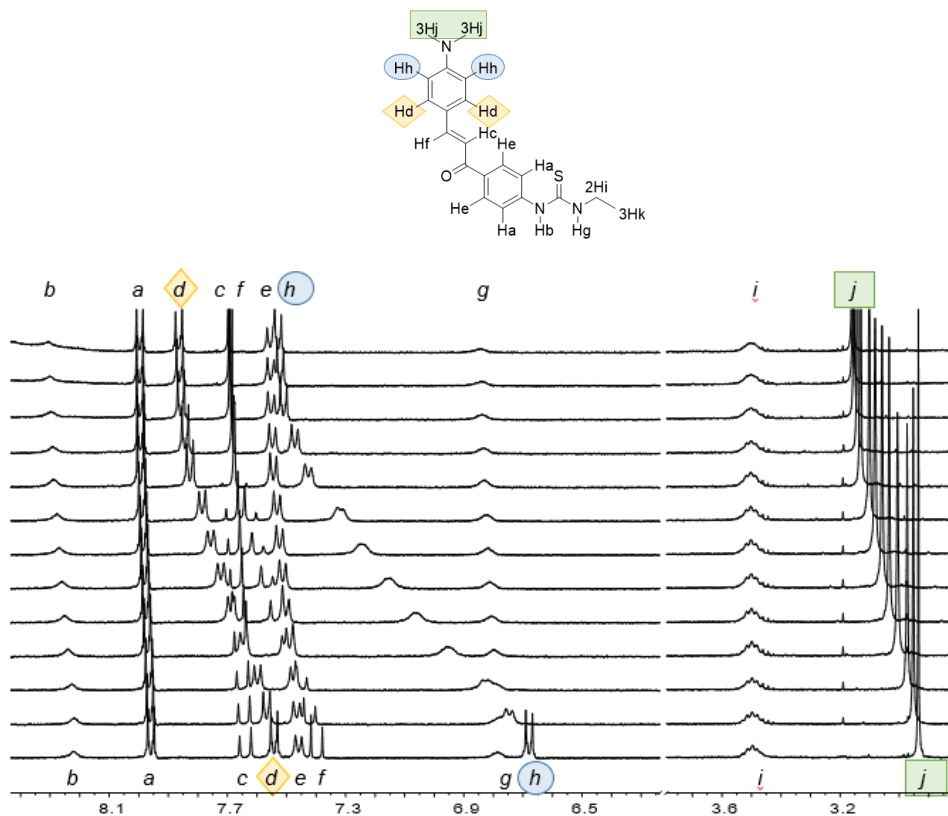 3Hj 3Hj
N
Hh Hh
Hd Hd
Hf Hc
He
O Ha S
2Hi
N N 3Hk
He
Ha Hb Hg
b a d c f e h g i j
b a c d e f g h i j
8.1 7.7 7.3 6.9 6.5 3.6 3.2